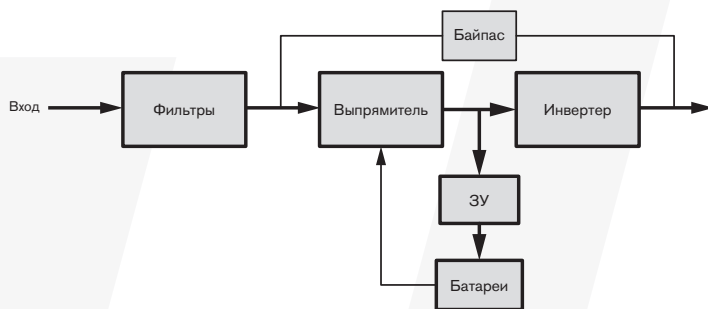 Байпас
Вход
Фильтры
Выпрямитель
Инвертер
ЗУ
Батареи